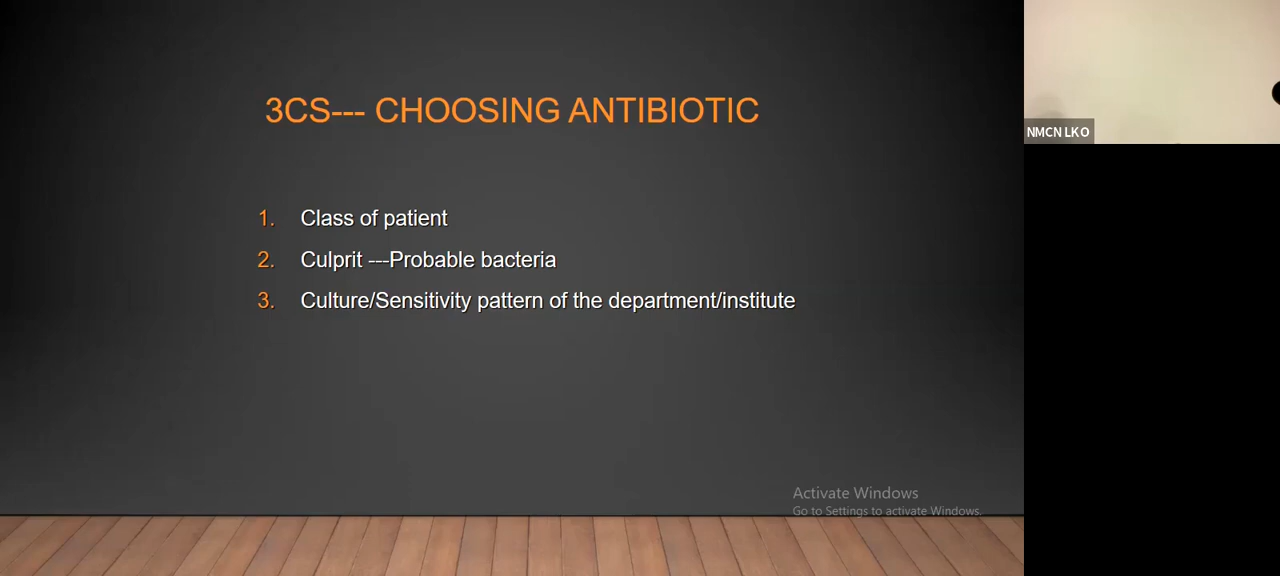 3CS--- CHOOSING ANTIBIOTIC
1. Class of patient
2. Culprit ---Probable bacteria
3. Culture/Sensitivity pattern of the department/institute
Activate Windows
Go to Settings to activate Windows.
NMCN LKO